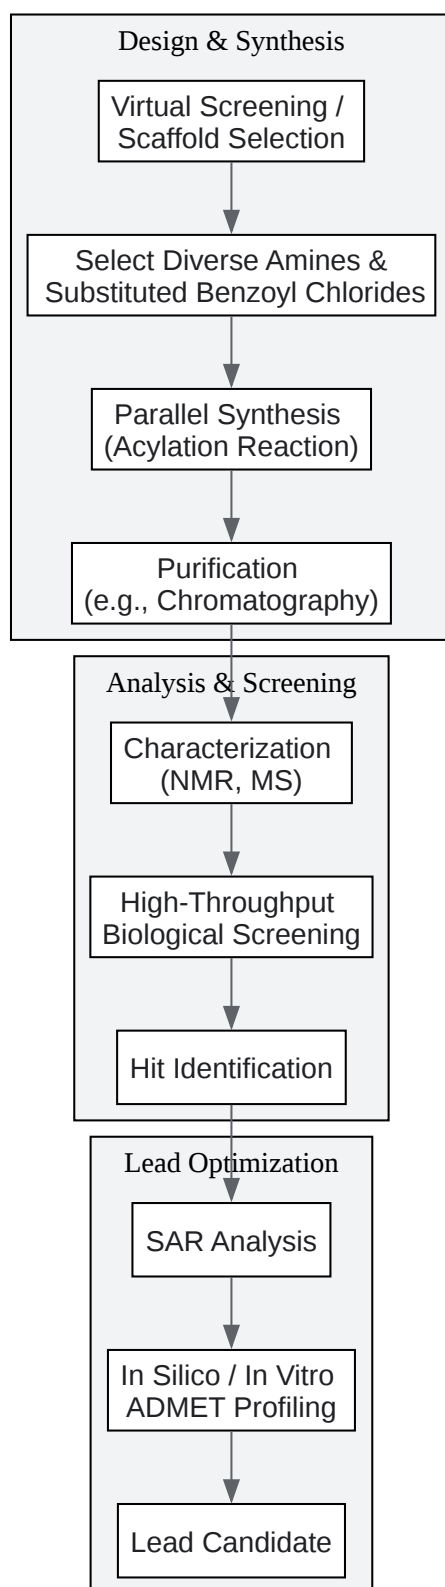 Design & Synthesis
Virtual Screening /
Scaffold Selection
Select Diverse Amines &
Substituted Benzoyl Chlorides
Parallel Synthesis
(Acylation Reaction)
Purification
(e.g., Chromatography)
Analysis & Screening
Characterization
(NMR, MS)
High-Throughput
Biological Screening
Hit Identification
Lead Optimization
SAR Analysis
In Silico / In Vitro
ADMET Profiling
Lead Candidate